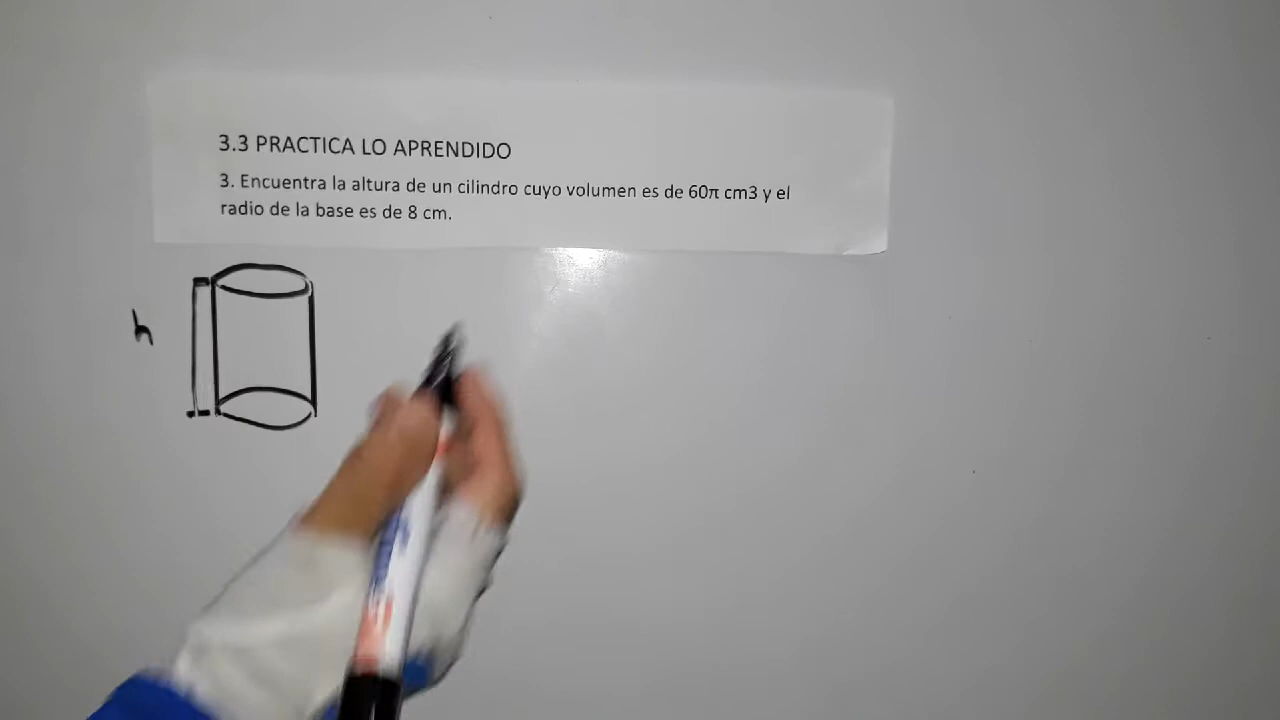 3.3 PRACTICA LO APRENDIDO
3. Encuentra la altura de un cilindro cuyo volumen es de 60π cm3 y el
radio de la base es de 8 cm.
h